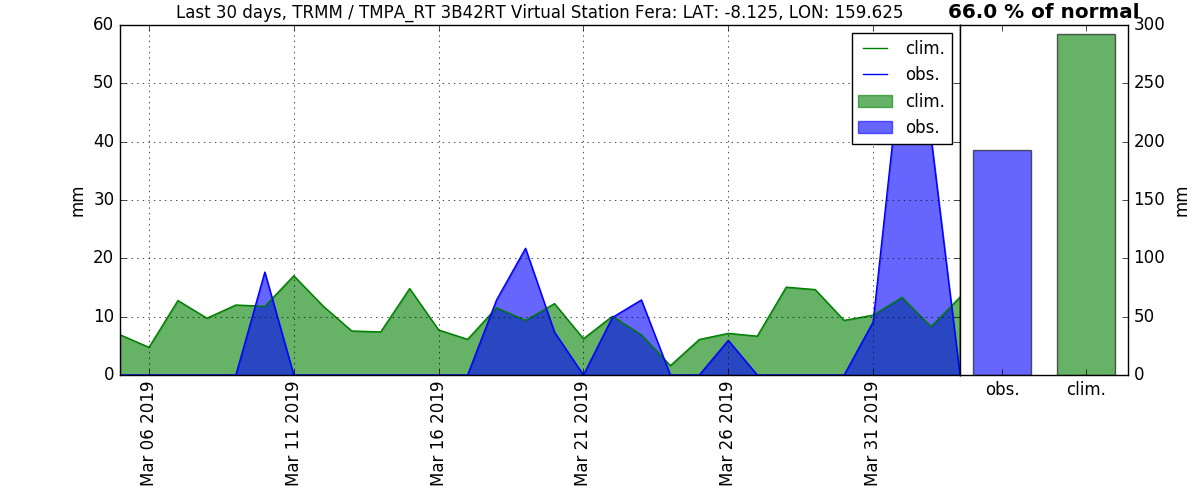 Last 30 days, TRMM / TMPA_RT 3B42RT Virtual Station Fera: LAT: -8.125, LON: 159.625
66.0 % of normal
60
50
40
30
20
10
0
mm
clim.
obs.
clim.
obs.
Mar 06 2019
Mar 11 2019
Mar 16 2019
Mar 21 2019
Mar 26 2019
Mar 31 2019
300
250
200
150
100
50
0
mm
obs.
clim.